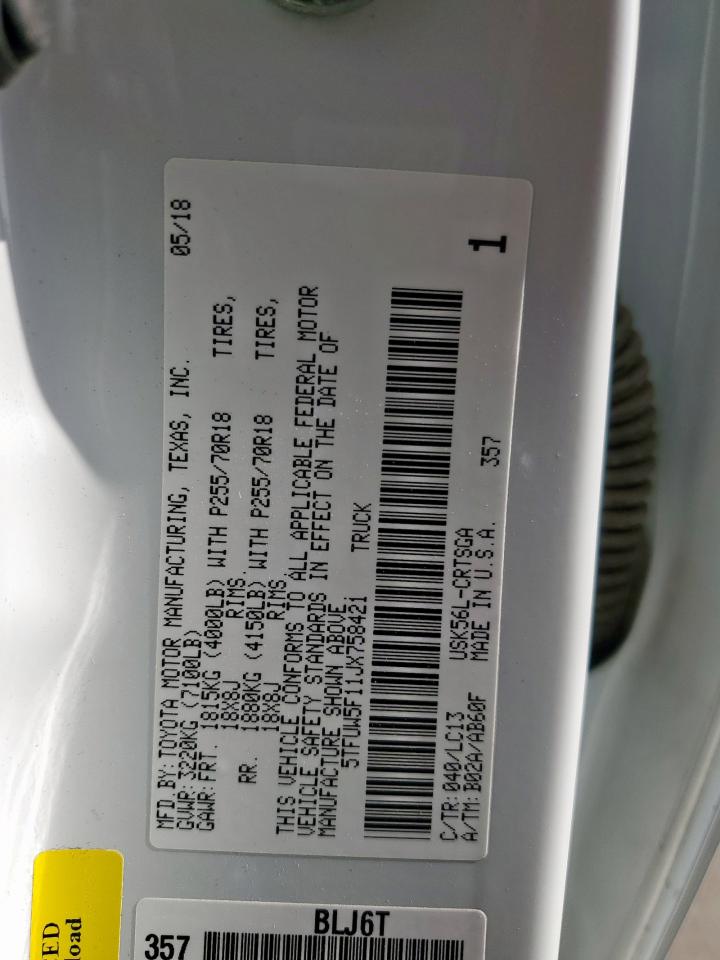 MFD.BY: TOYOTA MOTOR MANUFACTURING, TEXAS, INC. 05/18
GVWR: 3220KG (7100LB)
GAWR: FRT. 1815KG (4000LB) WITH P255/70R18 TIRES,
18X8J RIMS.
RR. 1880KG (4150LB) WITH P255/70R18 TIRES,
18X8J RIMS
THIS VEHICLE CONFORMS TO ALL APPLICABLE FEDERAL MOTOR
VEHICLE SAFETY STANDARDS IN EFFECT ON THE DATE OF
MANUFACTURE SHOWN ABOVE.
5TFUW5F11JX758421 TRUCK
C/TR: 040/LC13 USK56L-CRTSGA 357
A/TM: B02A/AB60F MADE IN U.S.A. 1
BLJ6T
357
load